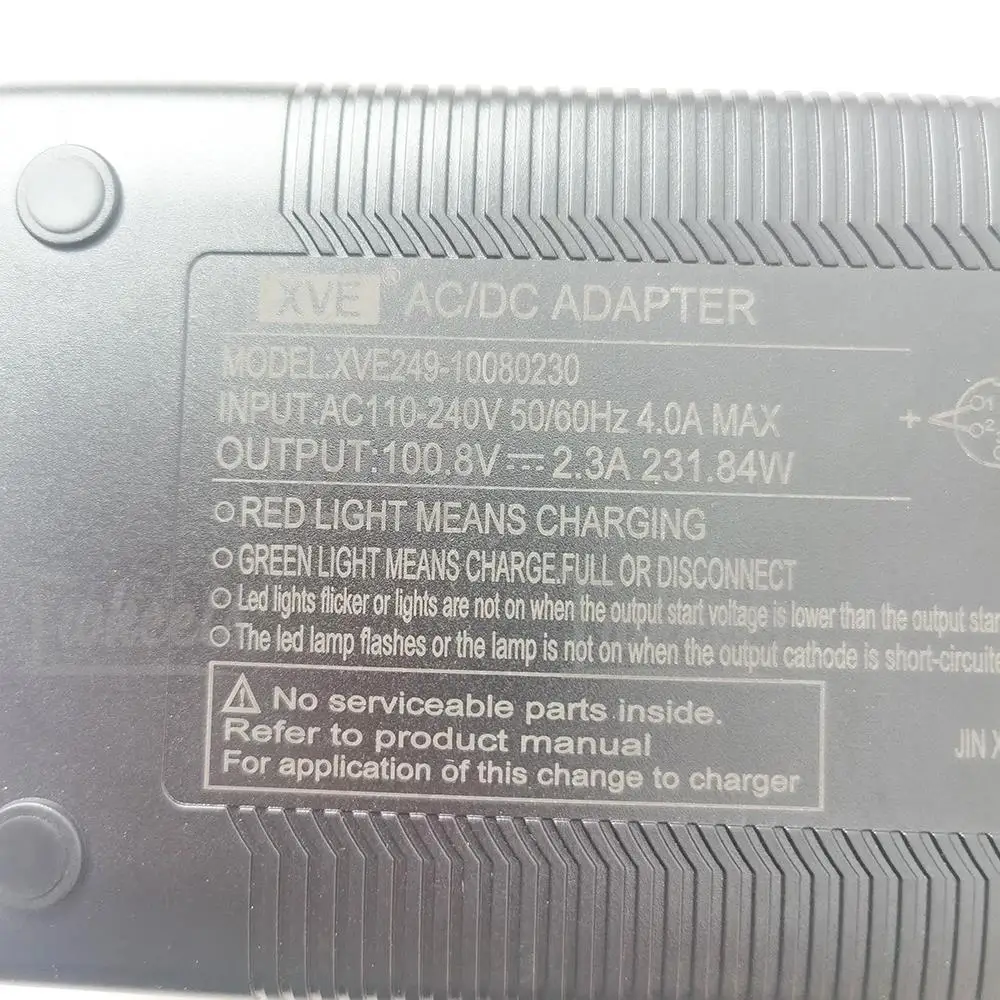 XVE® AC/DC ADAPTER
MODEL:XVE249-10080230
INPUT:AC110-240V 50/60Hz 4.0A MAX
OUTPUT:100.8V⎓2.3A 231.84W
+ 1
2
○RED LIGHT MEANS CHARGING
○GREEN LIGHT MEANS CHARGE.FULL OR DISCONNECT
○Led lights flicker or lights are not on when the output start voltage is lower than the output
○The led lamp flashes or the lamp is not on when the output cathode is
⚠ No serviceable parts inside.
Refer to product manual
For application of this change to charger
JIN